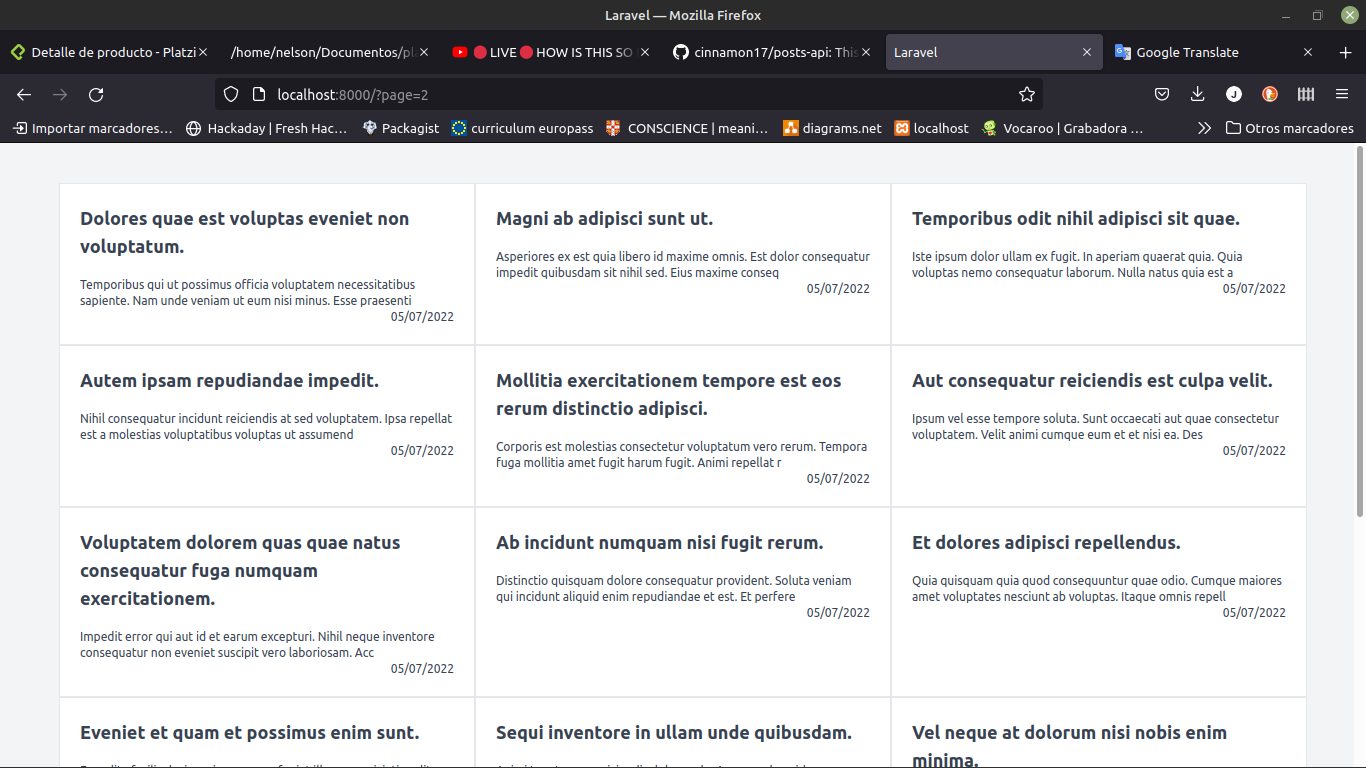 Laravel — Mozilla Firefox
Detalle de producto - Platzi
/home/nelson/Documentos/pl
🔴 LIVE 🔴 HOW IS THIS SO
cinnamon17/posts-api: This
Laravel
Google Translate
localhost:8000/?page=2
J
Importar marcadores…
Hackaday | Fresh Hac…
Packagist
curriculum europass
CONSCIENCE | meani…
diagrams.net
localhost
Vocaroo | Grabadora …
Otros marcadores
Dolores quae est voluptas eveniet non
voluptatum.
Temporibus qui ut possimus officia voluptatem necessitatibus
sapiente. Nam unde veniam ut eum nisi minus. Esse praesenti
05/07/2022
Magni ab adipisci sunt ut.
Asperiores ex est quia libero id maxime omnis. Est dolor consequatur
impedit quibusdam sit nihil sed. Eius maxime conseq
05/07/2022
Temporibus odit nihil adipisci sit quae.
Iste ipsum dolor ullam ex fugit. In aperiam quaerat quia. Quia
voluptas nemo consequatur laborum. Nulla natus quia est a
05/07/2022
Autem ipsam repudiandae impedit.
Nihil consequatur incidunt reiciendis at sed voluptatem. Ipsa repellat
est a molestias voluptatibus voluptas ut assumend
05/07/2022
Mollitia exercitationem tempore est eos
rerum distinctio adipisci.
Corporis est molestias consectetur voluptatum vero rerum. Tempora
fuga mollitia amet fugit harum fugit. Animi repellat r
05/07/2022
Aut consequatur reiciendis est culpa velit.
Ipsum vel esse tempore soluta. Sunt occaecati aut quae consectetur
voluptatem. Velit animi cumque eum et et nisi ea. Des
05/07/2022
Voluptatem dolorem quas quae natus
consequatur fuga numquam
exercitationem.
Impedit error qui aut id et earum excepturi. Nihil neque inventore
consequatur non eveniet suscipit vero laboriosam. Acc
05/07/2022
Ab incidunt numquam nisi fugit rerum.
Distinctio quisquam dolore consequatur provident. Soluta veniam
qui incidunt aliquid enim repudiandae et est. Et perfere
05/07/2022
Et dolores adipisci repellendus.
Quia quisquam quia quod consequuntur quae odio. Cumque maiores
amet voluptates nesciunt ab voluptas. Itaque omnis repell
05/07/2022
Eveniet et quam et possimus enim sunt.
Sequi inventore in ullam unde quibusdam.
Vel neque at dolorum nisi nobis enim
minima.